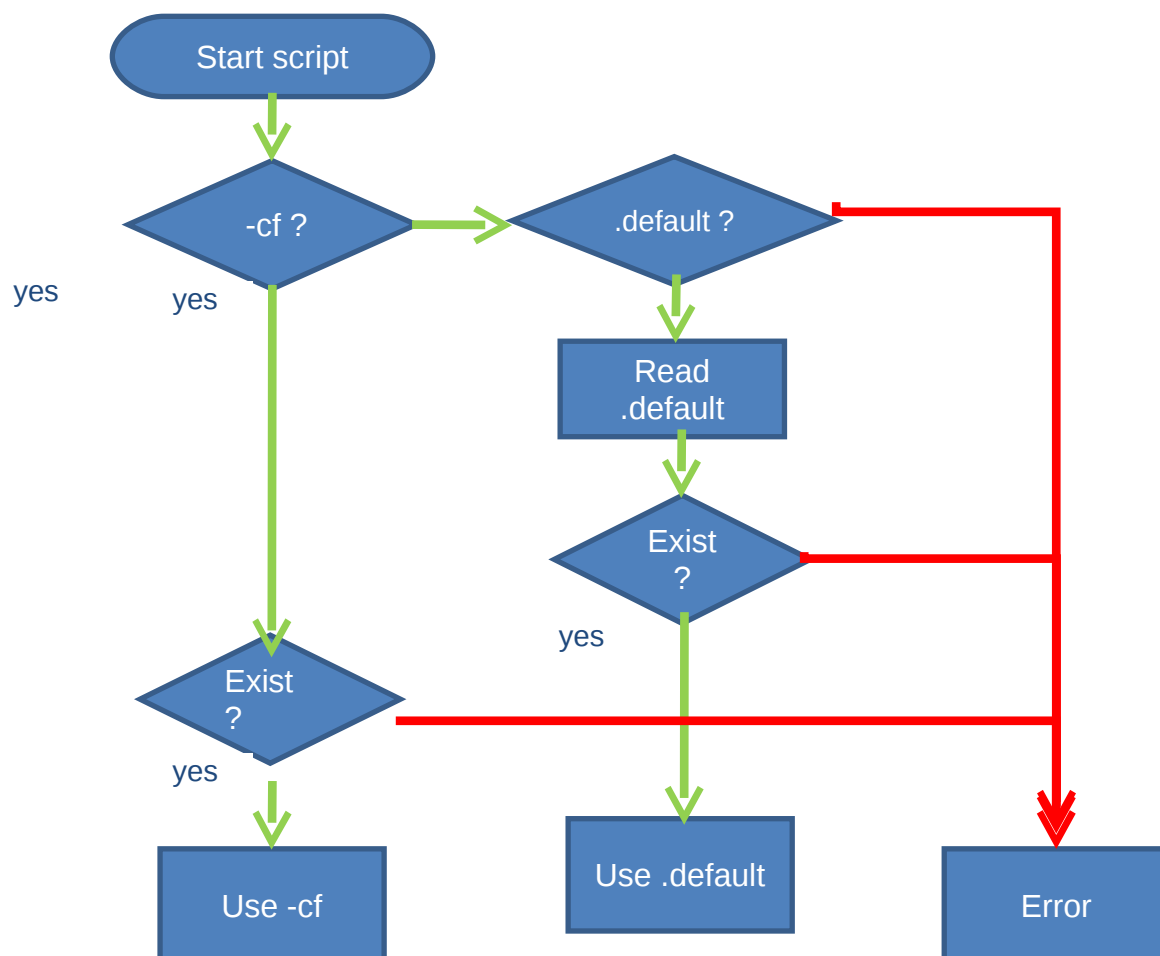 Start script
-cf ?
.default ?
yes
yes
Read
.default
Exist
?
yes
Exist
?
yes
Use .default
Use -cf
Error